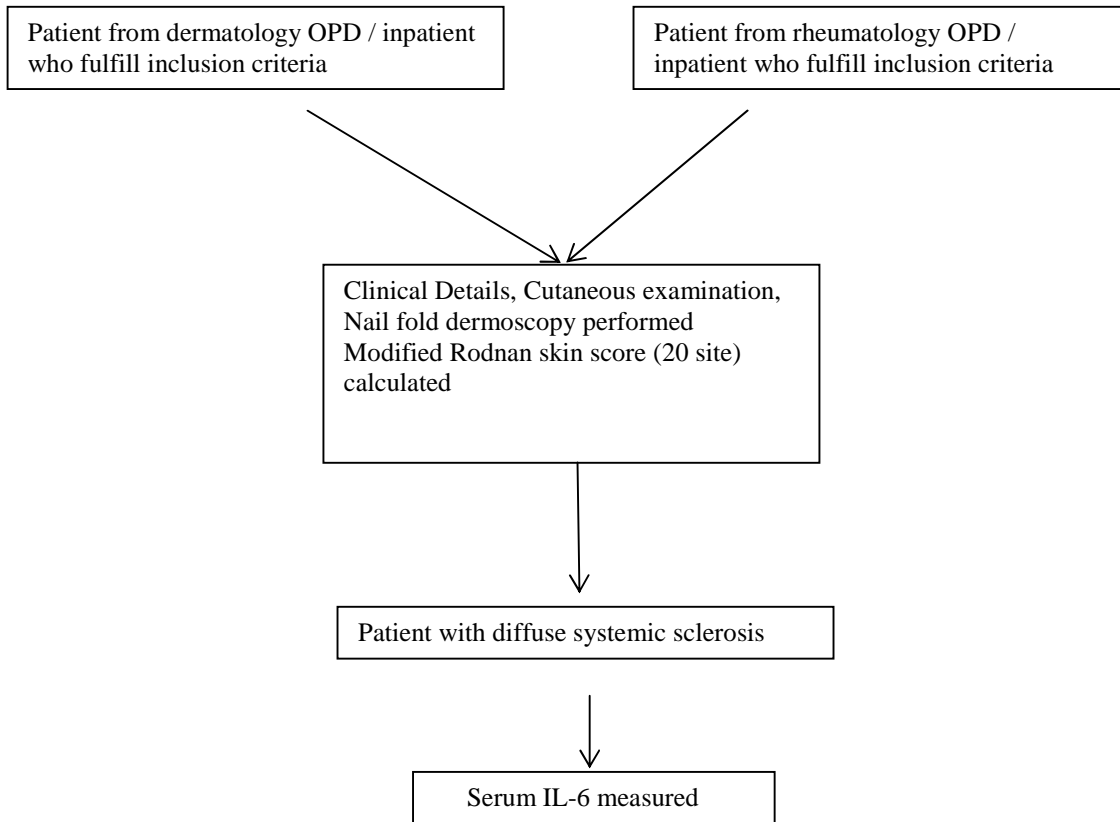 Patient from dermatology OPD / inpatient
who fulfill inclusion criteria
Patient from rheumatology OPD /
inpatient who fulfill inclusion criteria
Clinical Details, Cutaneous examination,
Nail fold dermoscopy performed
Modified Rodnan skin score (20 site)
calculated
Patient with diffuse systemic sclerosis
Serum IL-6 measured